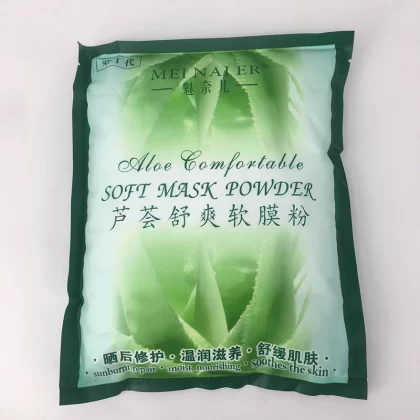 MEINAIER
魅奈儿
Aloe Comfortable
SOFT MASK POWDER
芦荟舒爽软膜粉
· 晒后修护 · 温润滋养 · 舒缓肌肤 ·
sunburnt repair · moist nourishing · Soothes the skin